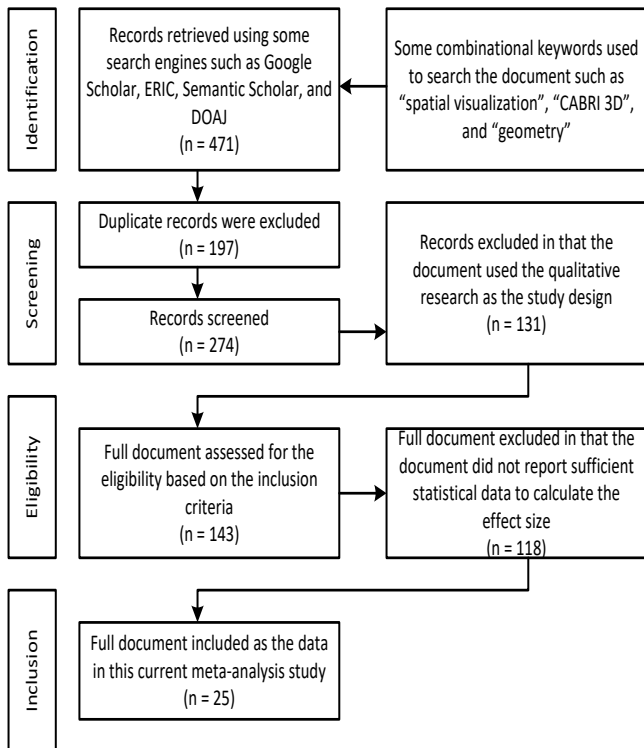 Identification
Records retrieved using some
search engines such as Google
Scholar, ERIC, Semantic Scholar, and
DOAJ
(n = 471)
Some combinational keywords used
to search the document such as
“spatial visualization”, “CABRI 3D”,
and “geometry”
Screening
Duplicate records were excluded
(n = 197)
Records screened
(n = 274)
Records excluded in that the
document used the qualitative
research as the study design
(n = 131)
Eligibility
Full document assessed for the
eligibility based on the inclusion
criteria
(n = 143)
Full document excluded in that the
document did not report sufficient
statistical data to calculate the
effect size
(n = 118)
Inclusion
Full document included as the data
in this current meta-analysis study
(n = 25)